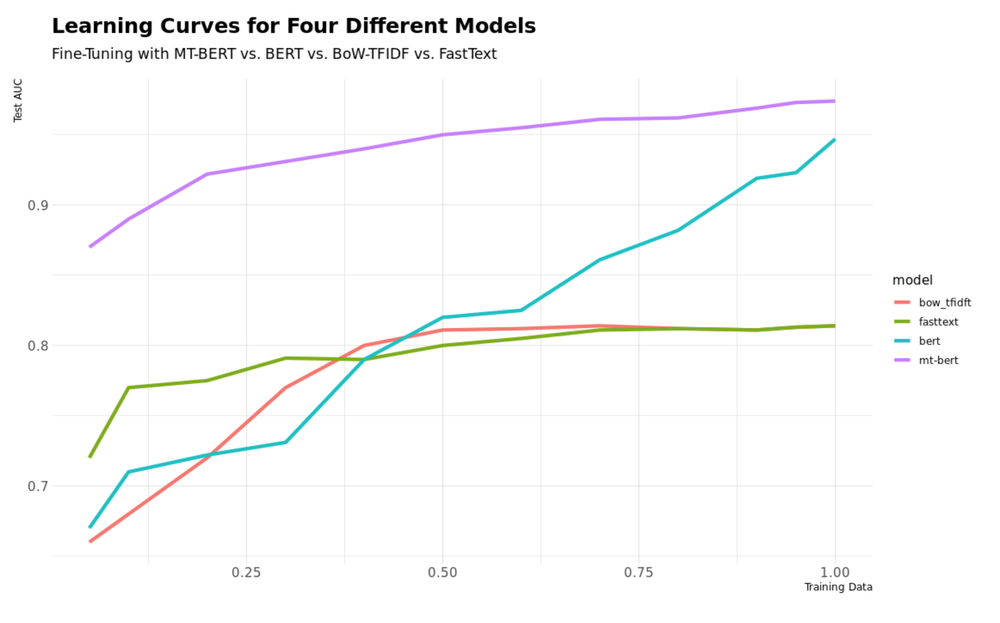 Learning Curves for Four Different Models
Fine-Tuning with MT-BERT vs. BERT vs. BoW-TFIDF vs. FastText
Test AUC
0.9
0.8
0.7
0.25
0.50
0.75
1.00
Training Data
model
bow_tfidft
fasttext
bert
mt-bert